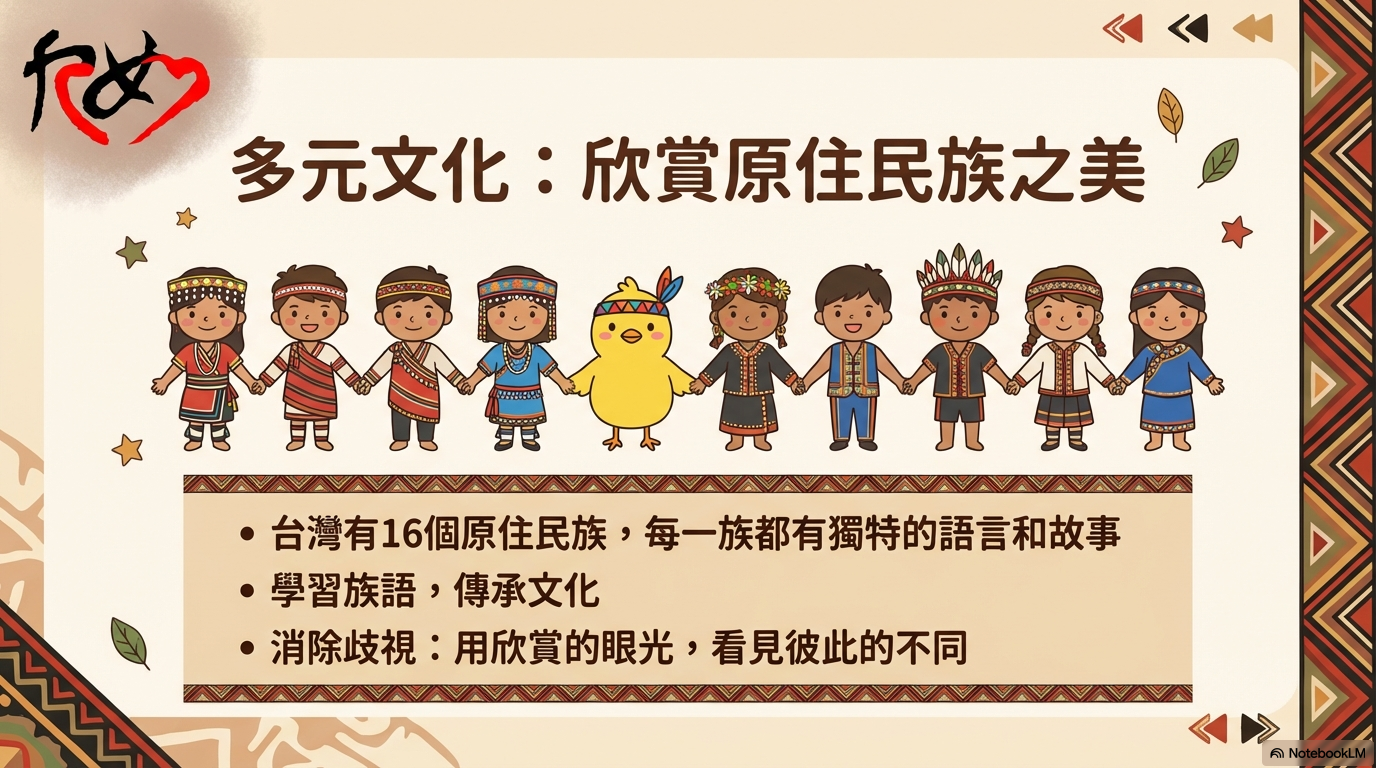 多元文化：欣賞原住民族之美
• 台灣有16個原住民族，每一族都有獨特的語言和故事
• 學習族語，傳承文化
• 消除歧視：用欣賞的眼光，看見彼此的不同
NotebookLM